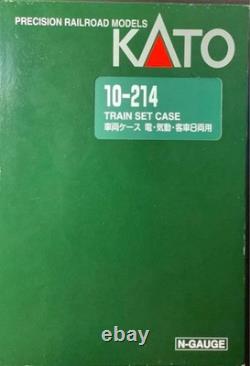 PRECISION RAILROAD MODELS
KATO
10-214
TRAIN SET CASE
車両ケース 電・気動・客車8両用
N-GAUGE